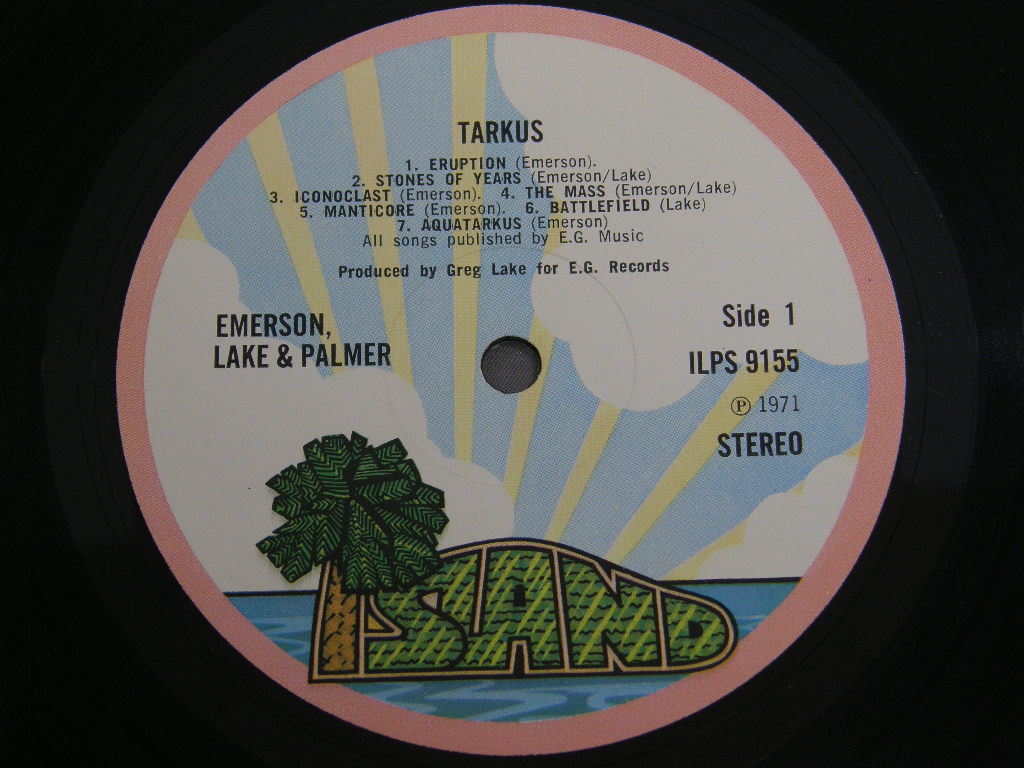 TARKUS
1. ERUPTION (Emerson).
2. STONES OF YEARS (Emerson/Lake)
3. ICONOCLAST (Emerson). 4. THE MASS (Emerson/Lake)
5. MANTICORE (Emerson). 6. BATTLEFIELD (Lake)
7. AQUATARKUS (Emerson)
All songs published by E.G. Music
Produced by Greg Lake for E.G. Records
EMERSON,
LAKE & PALMER
Side 1
ILPS 9155
℗ 1971
STEREO
ISLAND